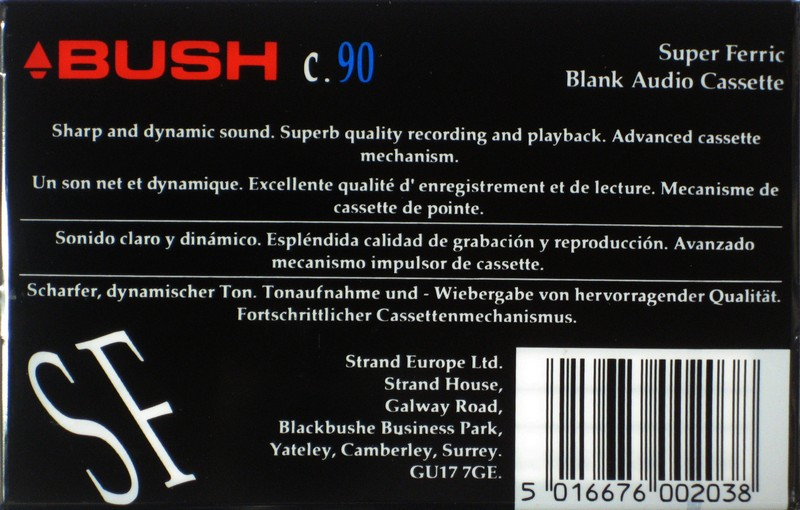 BUSH c.90
Super Ferric
Blank Audio Cassette
Sharp and dynamic sound. Superb quality recording and playback. Advanced cassette
mechanism.
Un son net et dynamique. Excellente qualité d' enregistrement et de lecture. Mecanisme de
cassette de pointe.
Sonido claro y dinámico. Espléndida calidad de grabación y reproducción. Avanzado
mecanismo impulsor de cassette.
Scharfer, dynamischer Ton. Tonaufnahme und - Wiebergabe von hervorragender Qualität.
Fortschrittlicher Cassettenmechanismus.
SF
Strand Europe Ltd.
Strand House,
Galway Road,
Blackbushe Business Park,
Yateley, Camberley, Surrey.
GU17 7GE.
5 016676 002038